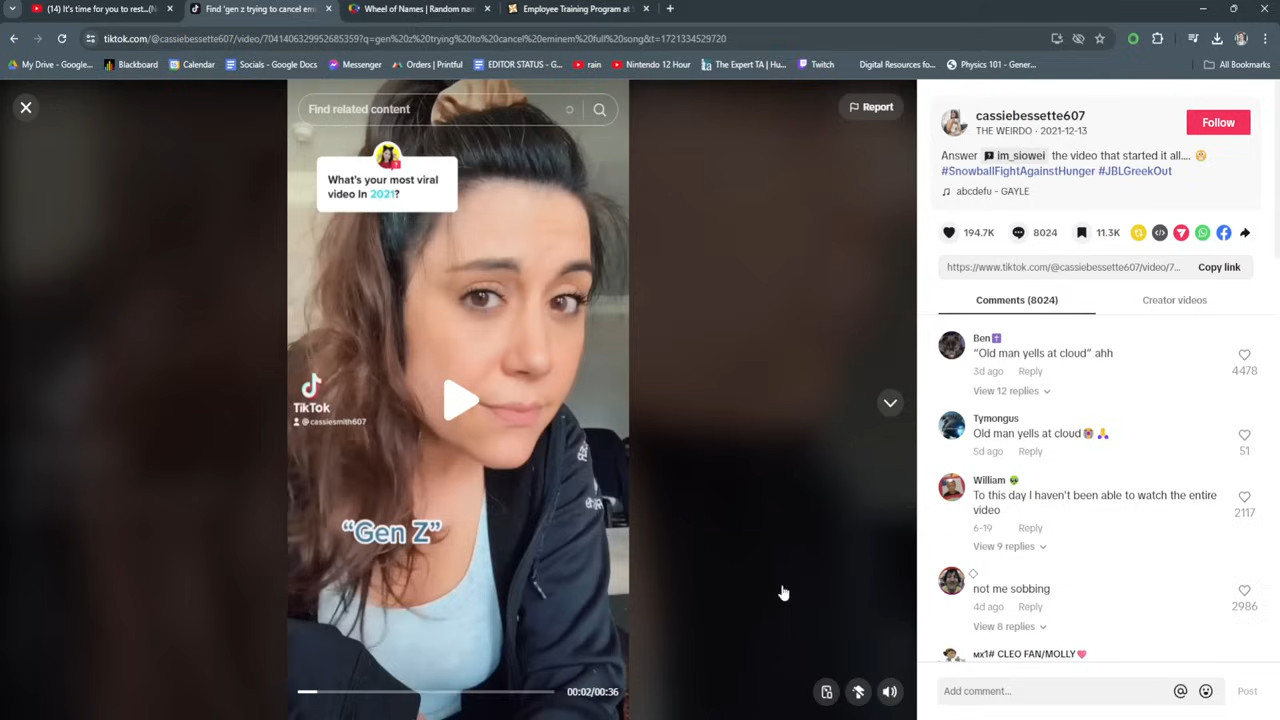 (14) It's time for you to rest...(N
Find 'gen z trying to cancel emi
Wheel of Names | Random nam
Employee Training Program at S
tiktok.com/@cassiebessette607/video/7041406329952685359?q=gen%20z%20trying%20to%20cancel%20eminem%20full%20song&t=1721334529720
My Drive - Google...
Blackboard
Calendar
Socials - Google Docs
Messenger
Orders | Printful
EDITOR STATUS - G...
rain
Nintendo 12 Hour
The Expert TA | Hu...
Twitch
Digital Resources fo...
Physics 101 - Gener...
All Bookmarks
Find related content
Report
What's your most viral
video In 2021?
TikTok
@cassiesmith607
"Gen Z"
00:02/00:36
cassiebessette607
THE WEIRDO · 2021-12-13
Follow
Answer im_siowei the video that started it all....
#SnowballFightAgainstHunger #JBLGreekOut
abcdefu - GAYLE
194.7K
8024
11.3K
https://www.tiktok.com/@cassiebessette607/video/7...
Copy link
Comments (8024)
Creator videos
Ben
"Old man yells at cloud" ahh
3d ago Reply
4478
View 12 replies
Tymongus
Old man yells at cloud
5d ago Reply
51
William
To this day I haven't been able to watch the entire
video
2117
6-19 Reply
View 9 replies
not me sobbing
4d ago Reply
2986
View 8 replies
мx1# CLEO FAN/MOLLY
Add comment...
Post